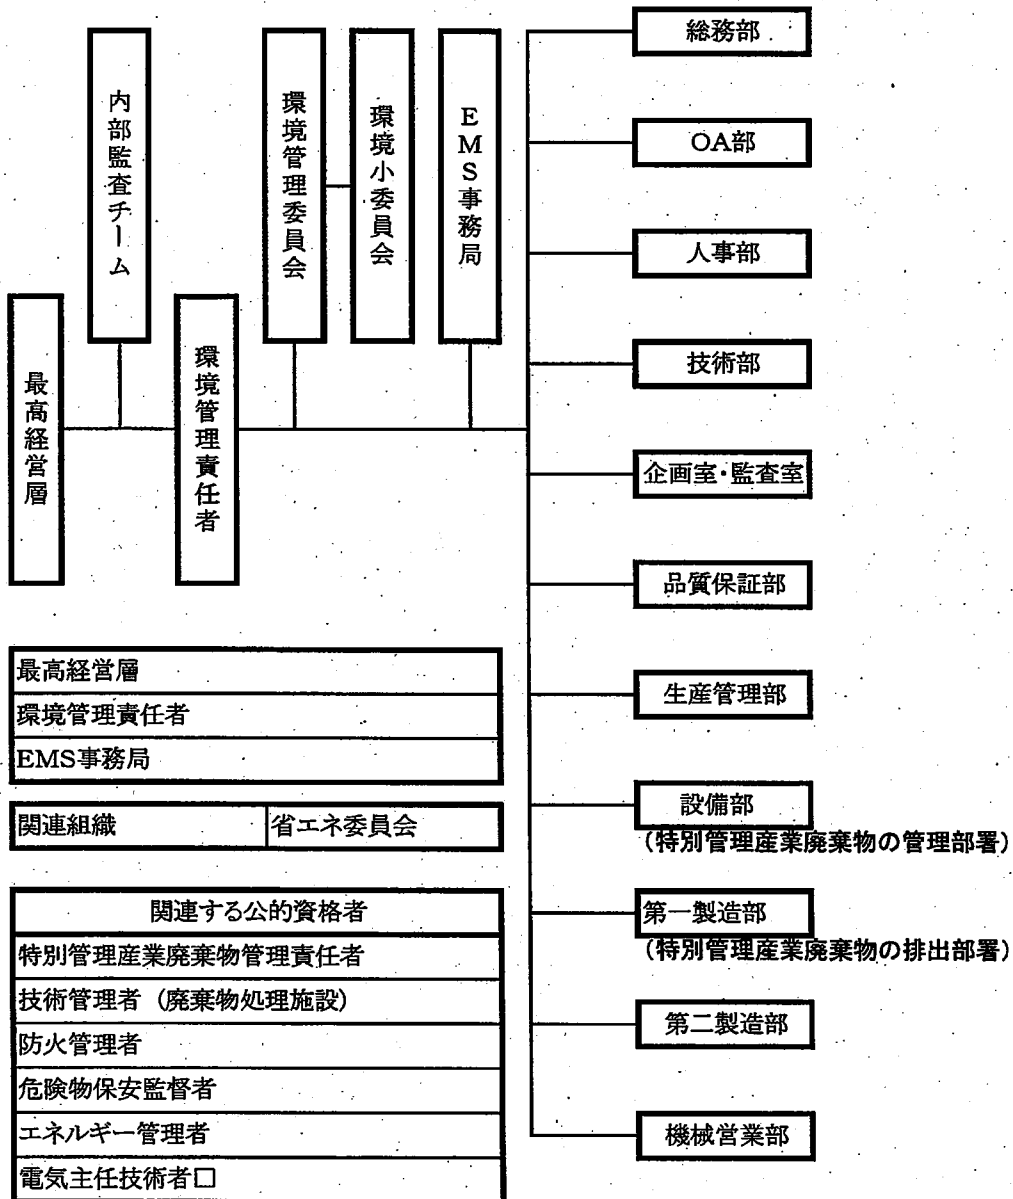 内部監査チーム
環境管理委員会
環境小委員会
EMS事務局
最高経営層
環境管理責任者
総務部
OA部
人事部
技術部
企画室・監査室
品質保証部
生産管理部
設備部
(特別管理産業廃棄物の管理部署)
第一製造部
(特別管理産業廃棄物の排出部署)
第二製造部
機械営業部
最高経営層
環境管理責任者
EMS事務局
関連組織 省エネ委員会
関連する公的資格者
特別管理産業廃棄物管理責任者
技術管理者 (廃棄物処理施設)
防火管理者
危険物保安監督者
エネルギー管理者
電気主任技術者□